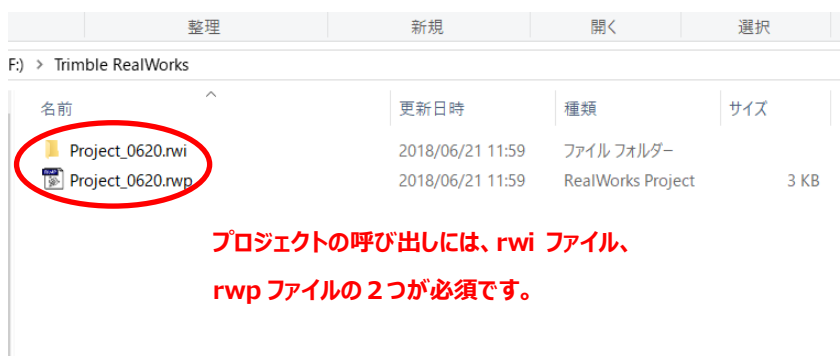 整理 新規 開く 選択
F:) > Trimble RealWorks
名前 更新日時 種類 サイズ
Project_0620.rwi 2018/06/21 11:59 ファイル フォルダー
Project_0620.rwp 2018/06/21 11:59 RealWorks Project 3 KB
プロジェクトの呼び出しには、rwi ファイル、
rwp ファイルの２つが必須です。